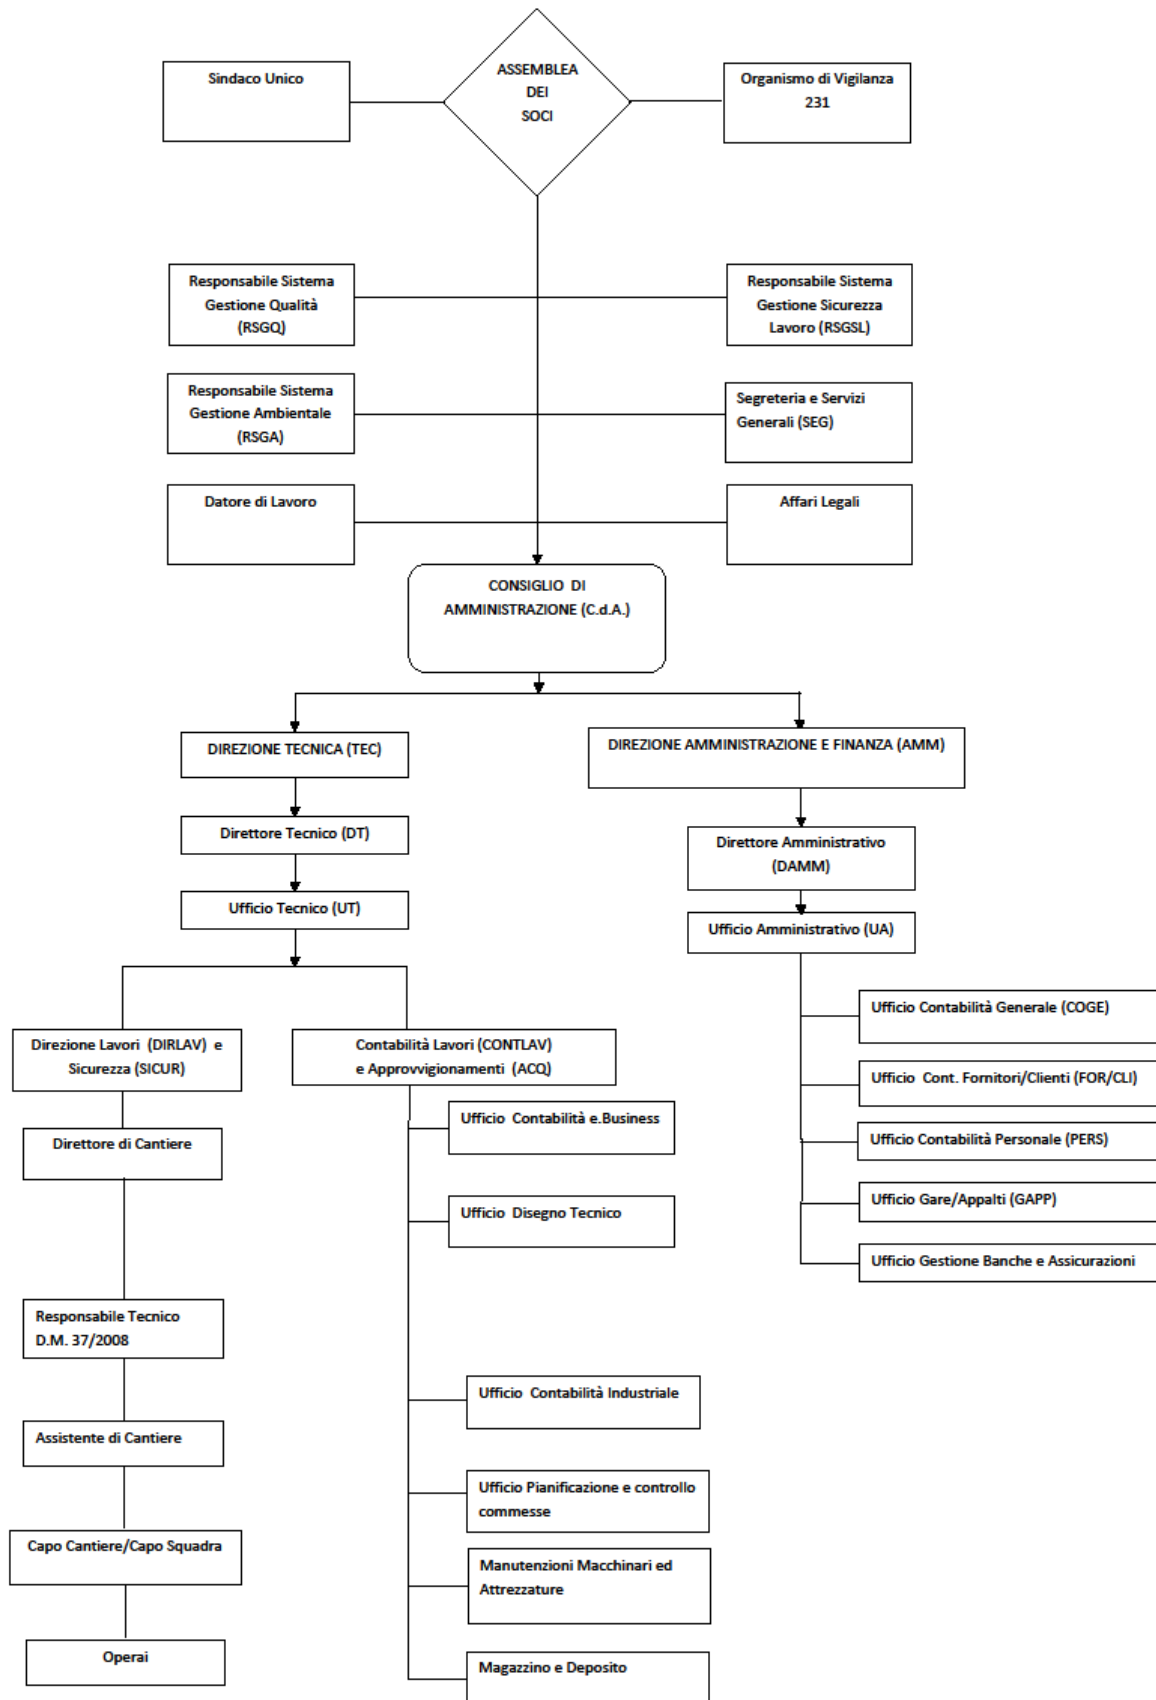 Sindaco Unico
ASSEMBLEA
DEI
SOCI
Organismo di Vigilanza
231
Responsabile Sistema
Gestione Qualità
(RSGQ)
Responsabile Sistema
Gestione Sicurezza
Lavoro (RSGSL)
Responsabile Sistema
Gestione Ambientale
(RSGA)
Segreteria e Servizi
Generali (SEG)
Datore di Lavoro
Affari Legali
CONSIGLIO DI
AMMINISTRAZIONE (C.d.A.)
DIREZIONE TECNICA (TEC)
DIREZIONE AMMINISTRAZIONE E FINANZA (AMM)
Direttore Tecnico (DT)
Direttore Amministrativo
(DAMM)
Ufficio Tecnico (UT)
Ufficio Amministrativo (UA)
Direzione Lavori (DIRLAV) e
Sicurezza (SICUR)
Direttore di Cantiere
Responsabile Tecnico
D.M. 37/2008
Assistente di Cantiere
Capo Cantiere/Capo Squadra
Operai
Contabilità Lavori (CONTLAV)
e Approvvigionamenti (ACQ)
Ufficio Contabilità e.Business
Ufficio Disegno Tecnico
Ufficio Contabilità Industriale
Ufficio Pianificazione e controllo
commesse
Manutenzioni Macchinari ed
Attrezzature
Magazzino e Deposito
Ufficio Contabilità Generale (COGE)
Ufficio Cont. Fornitori/Clienti (FOR/CLI)
Ufficio Contabilità Personale (PERS)
Ufficio Gare/Appalti (GAPP)
Ufficio Gestione Banche e Assicurazioni